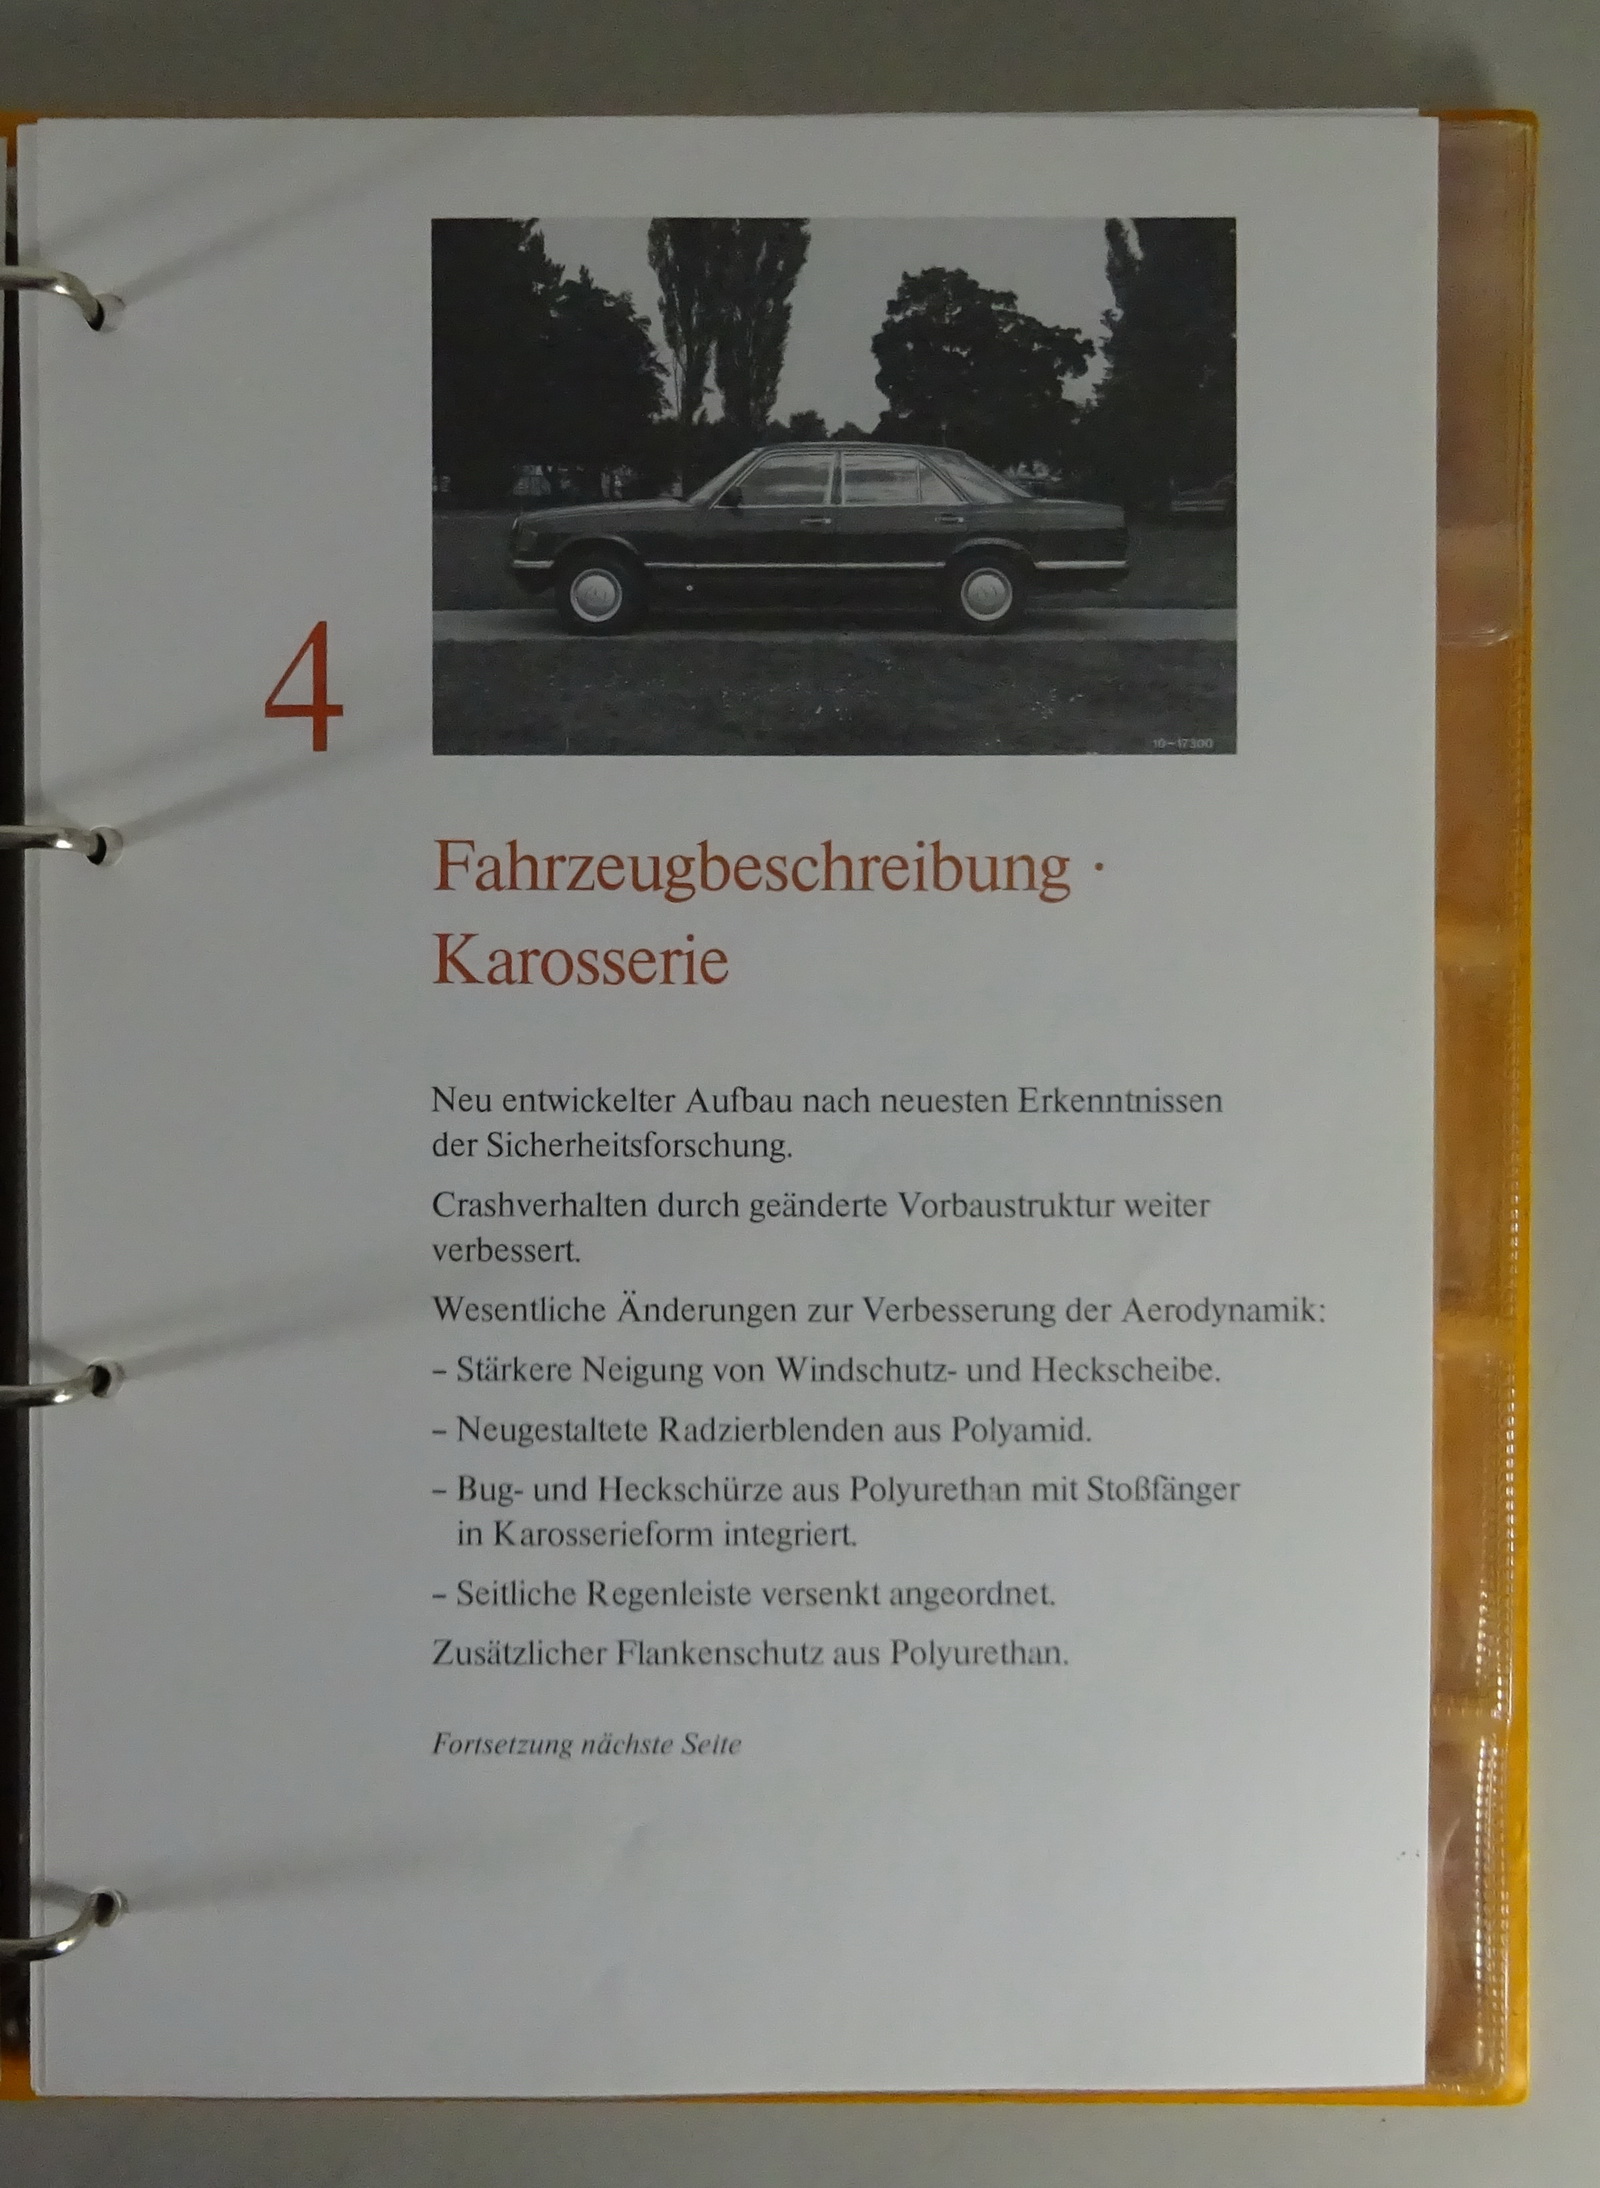 10-17300
4
Fahrzeugbeschreibung ·
Karosserie
Neu entwickelter Aufbau nach neuesten Erkenntnissen
der Sicherheitsforschung.
Crashverhalten durch geänderte Vorbaustruktur weiter
verbessert.
Wesentliche Änderungen zur Verbesserung der Aerodynamik:
– Stärkere Neigung von Windschutz- und Heckscheibe.
– Neugestaltete Radzierblenden aus Polyamid.
– Bug- und Heckschürze aus Polyurethan mit Stoßfänger
in Karosserieform integriert.
– Seitliche Regenleiste versenkt angeordnet.
Zusätzlicher Flankenschutz aus Polyurethan.
Fortsetzung nächste Seite